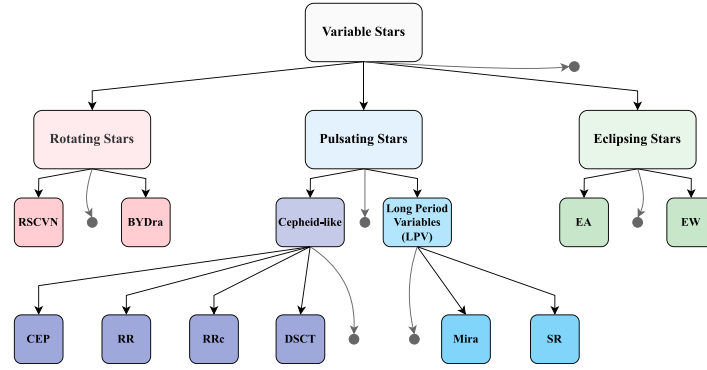 Variable Stars
Rotating Stars
Pulsating Stars
Eclipsing Stars
RSCVN
BYDra
Cepheid-like
Long Period
Variables
(LPV)
EA
EW
CEP
RR
RRc
DSCT
Mira
SR